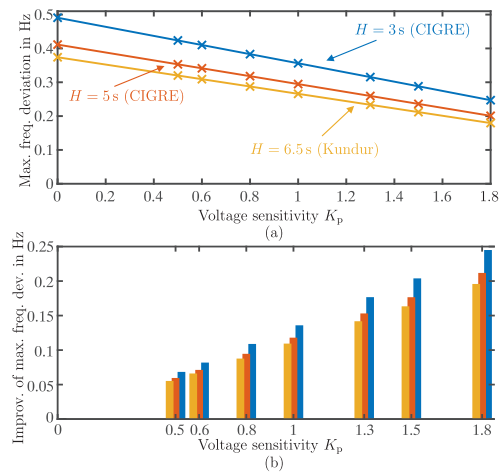 Max. freq. deviation in Hz
0.5
0.4
0.3
0.2
0.1
0
H = 3 s (CIGRE)
H = 5 s (CIGRE)
H = 6.5 s (Kundur)
0 0.2 0.4 0.6 0.8 1.0 1.2 1.4 1.6 1.8
Voltage sensitivity Kp
(a)
Improv. of max. freq. dev. in Hz
0.25
0.2
0.15
0.1
0.05
0
0 0.5 0.6 0.8 1 1.3 1.5 1.8
Voltage sensitivity Kp
(b)